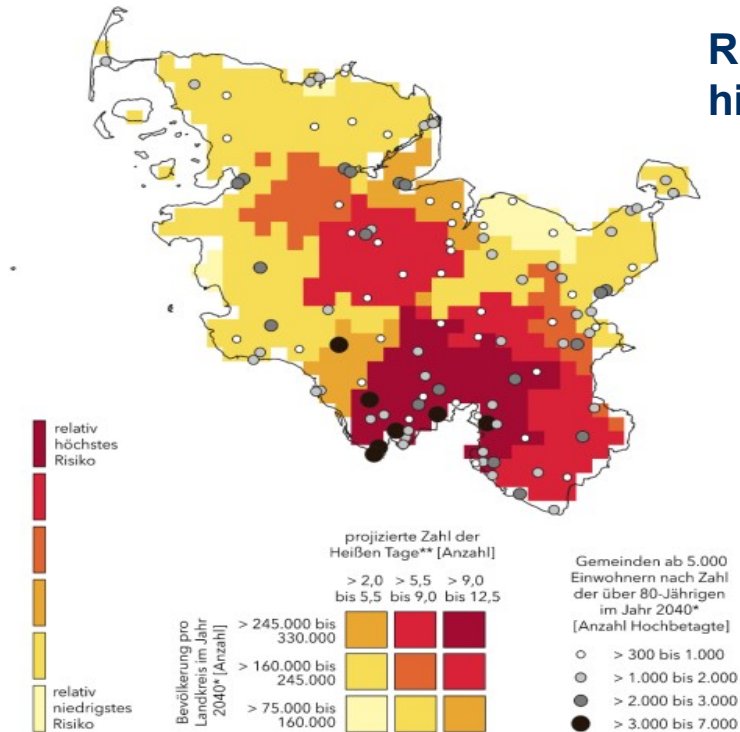 R
hi
relativ
höchstes
Risiko
relativ
niedrigstes
Risiko
projizierte Zahl der
Heißen Tage** [Anzahl]
> 2,0 > 5,5 > 9,0
bis 5,5 bis 9,0 bis 12,5
Bevölkerung pro
Landkreis im Jahr
2040* [Anzahl]
> 245.000 bis
330.000
> 160.000 bis
245.000
> 75.000 bis
160.000
Gemeinden ab 5.000
Einwohnern nach Zahl
der über 80-Jährigen
im Jahr 2040*
[Anzahl Hochbetagte]
> 300 bis 1.000
> 1.000 bis 2.000
> 2.000 bis 3.000
> 3.000 bis 7.000